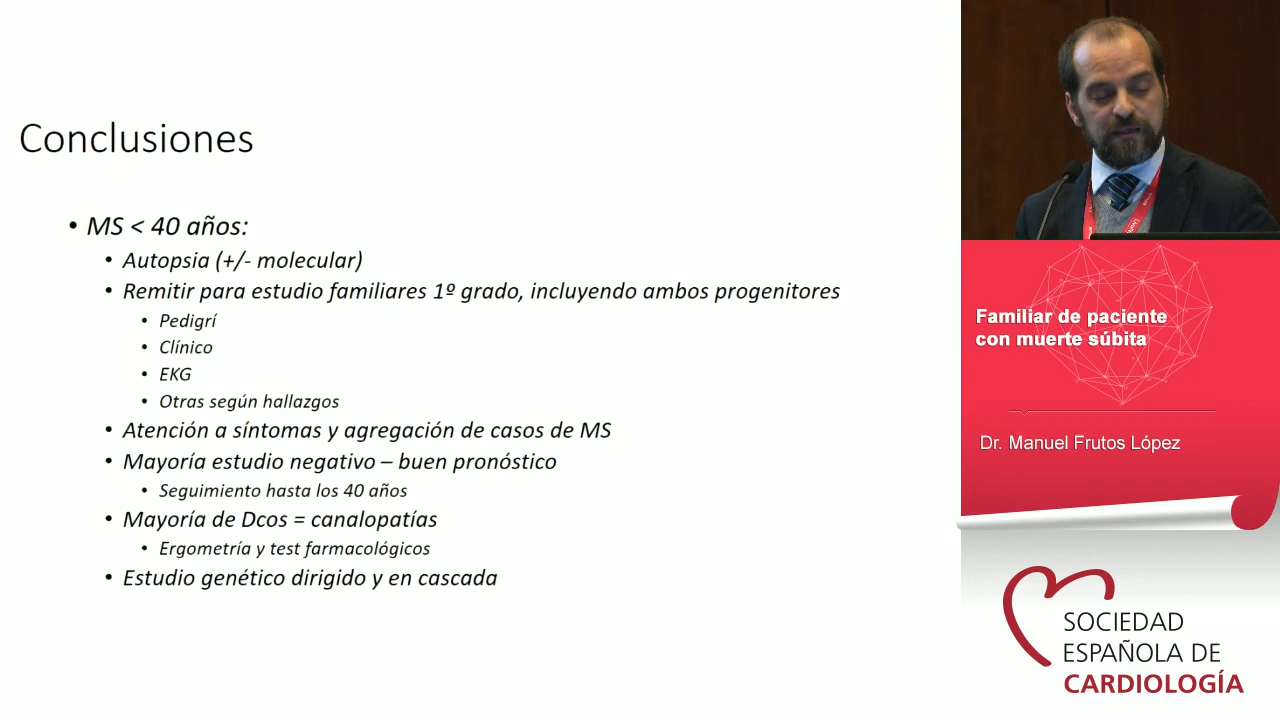 Conclusiones
• MS < 40 años:
• Autopsia (+/- molecular)
• Remitir para estudio familiares 1º grado, incluyendo ambos progenitores
• Pedigrí
• Clínico
• EKG
• Otras según hallazgos
• Atención a síntomas y agregación de casos de MS
• Mayoría estudio negativo – buen pronóstico
• Seguimiento hasta los 40 años
• Mayoría de Dcos = canalopatías
• Ergometría y test farmacológicos
• Estudio genético dirigido y en cascada
Familiar de paciente
con muerte súbita
Dr. Manuel Frutos López
SOCIEDAD
ESPAÑOLA DE
CARDIOLOGÍA